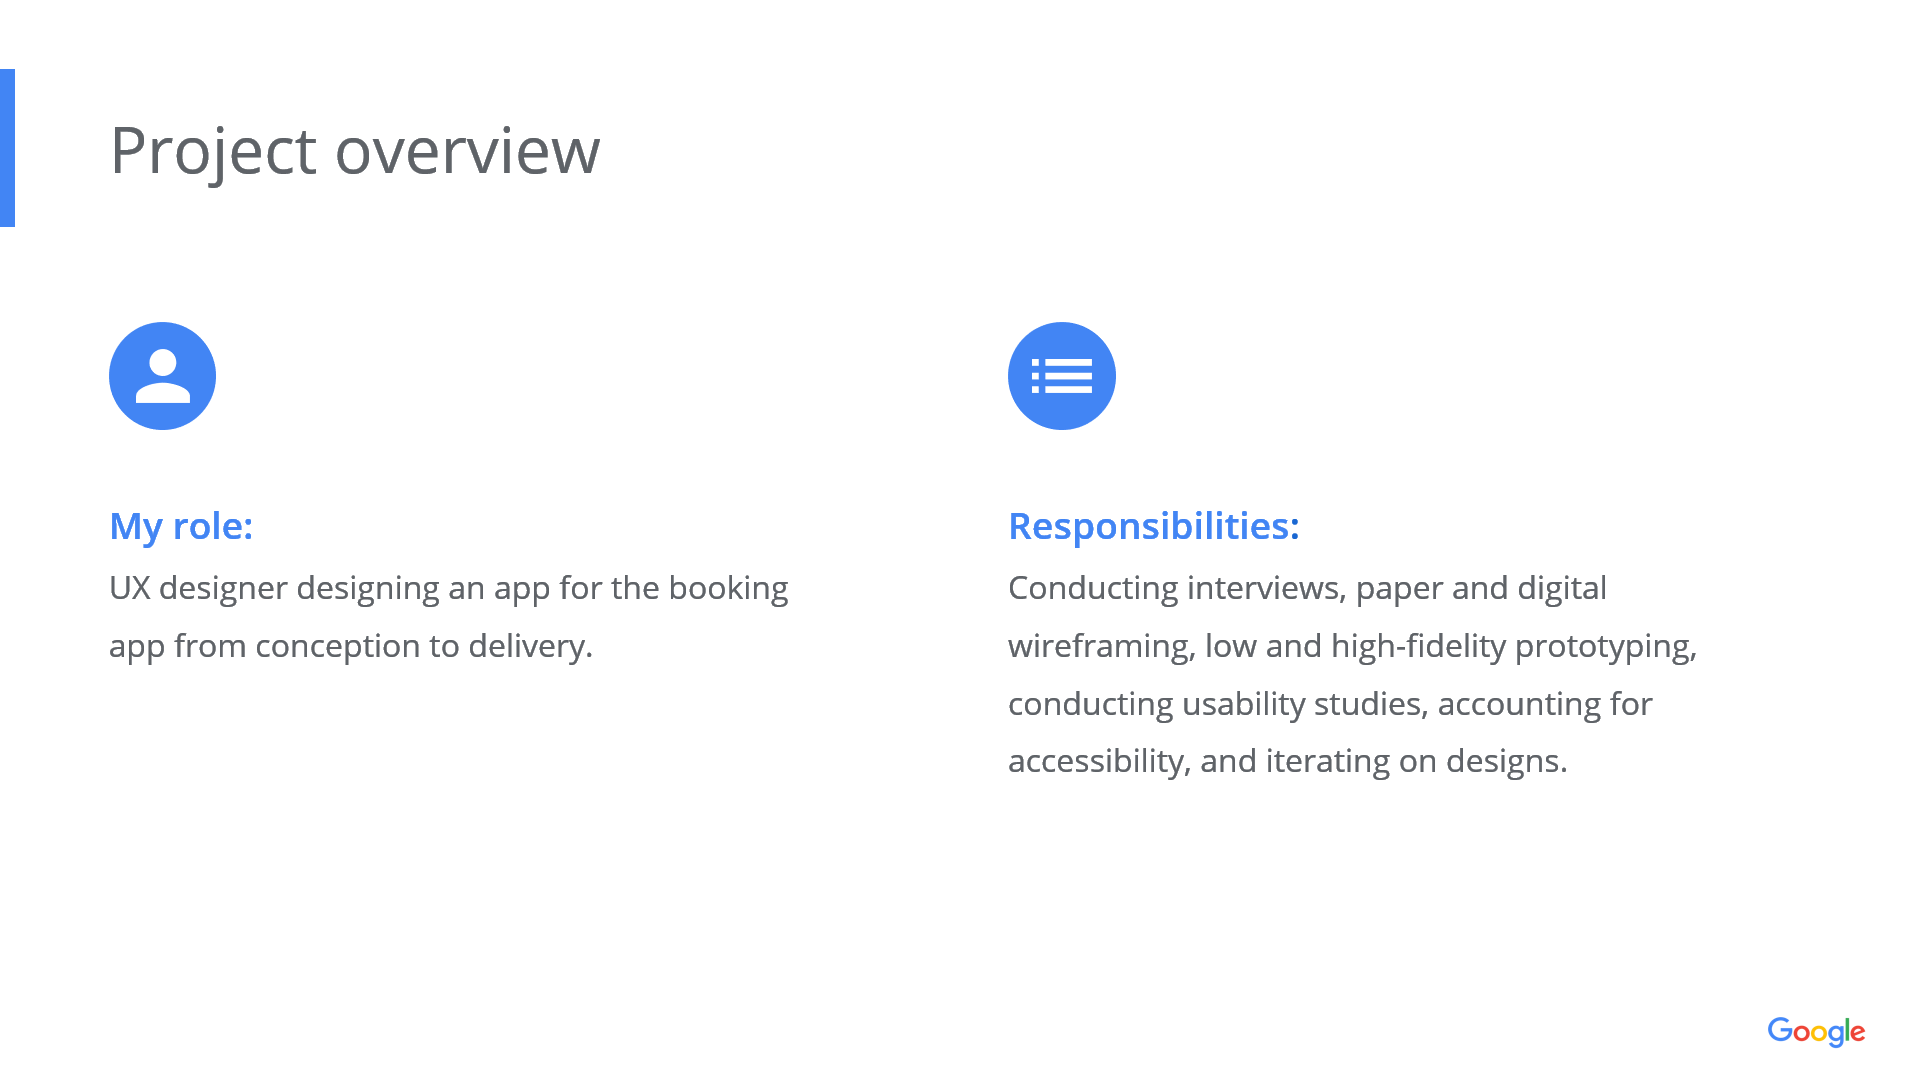 Project overview
My role:
UX designer designing an app for the booking
app from conception to delivery.
Responsibilities:
Conducting interviews, paper and digital
wireframing, low and high-fidelity prototyping,
conducting usability studies, accounting for
accessibility, and iterating on designs.
Google